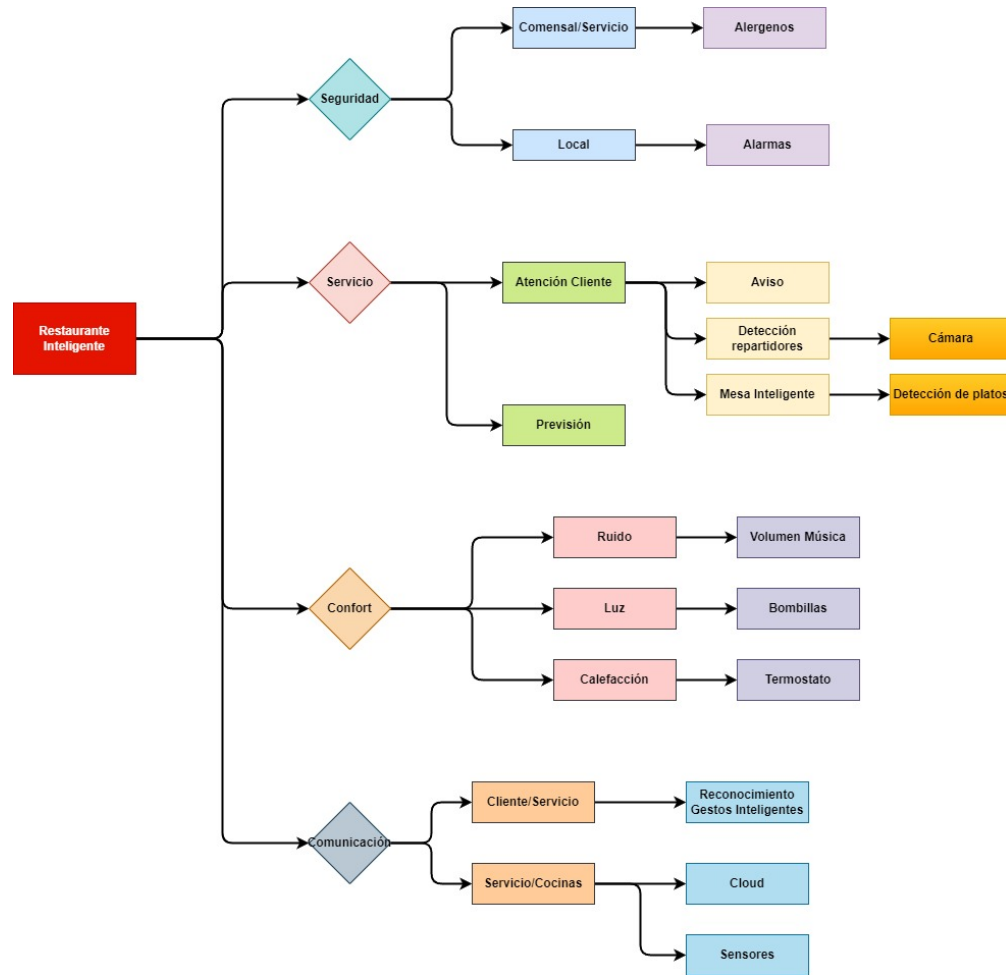 Comensal/Servicio
Alergenos
Seguridad
Local
Alarmas
Restaurante
Inteligente
Servicio
Atención Cliente
Aviso
Detección
repartidores
Cámara
Mesa Inteligente
Detección de platos
Previsión
Confort
Ruido
Volumen Música
Luz
Bombillas
Calefacción
Termostato
Comunicación
Cliente/Servicio
Reconocimiento
Gestos Inteligentes
Servicio/Cocinas
Cloud
Sensores